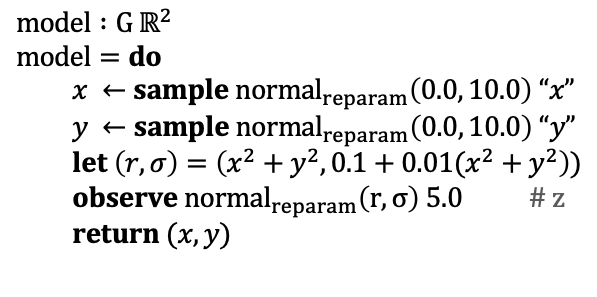 model : G ℝ²
model = do
x ← sample normal_reparam(0.0, 10.0) “x”
y ← sample normal_reparam(0.0, 10.0) “y”
let (r, σ) = (x² + y², 0.1 + 0.01(x² + y²))
observe normal_reparam(r, σ) 5.0 # z
return (x, y)